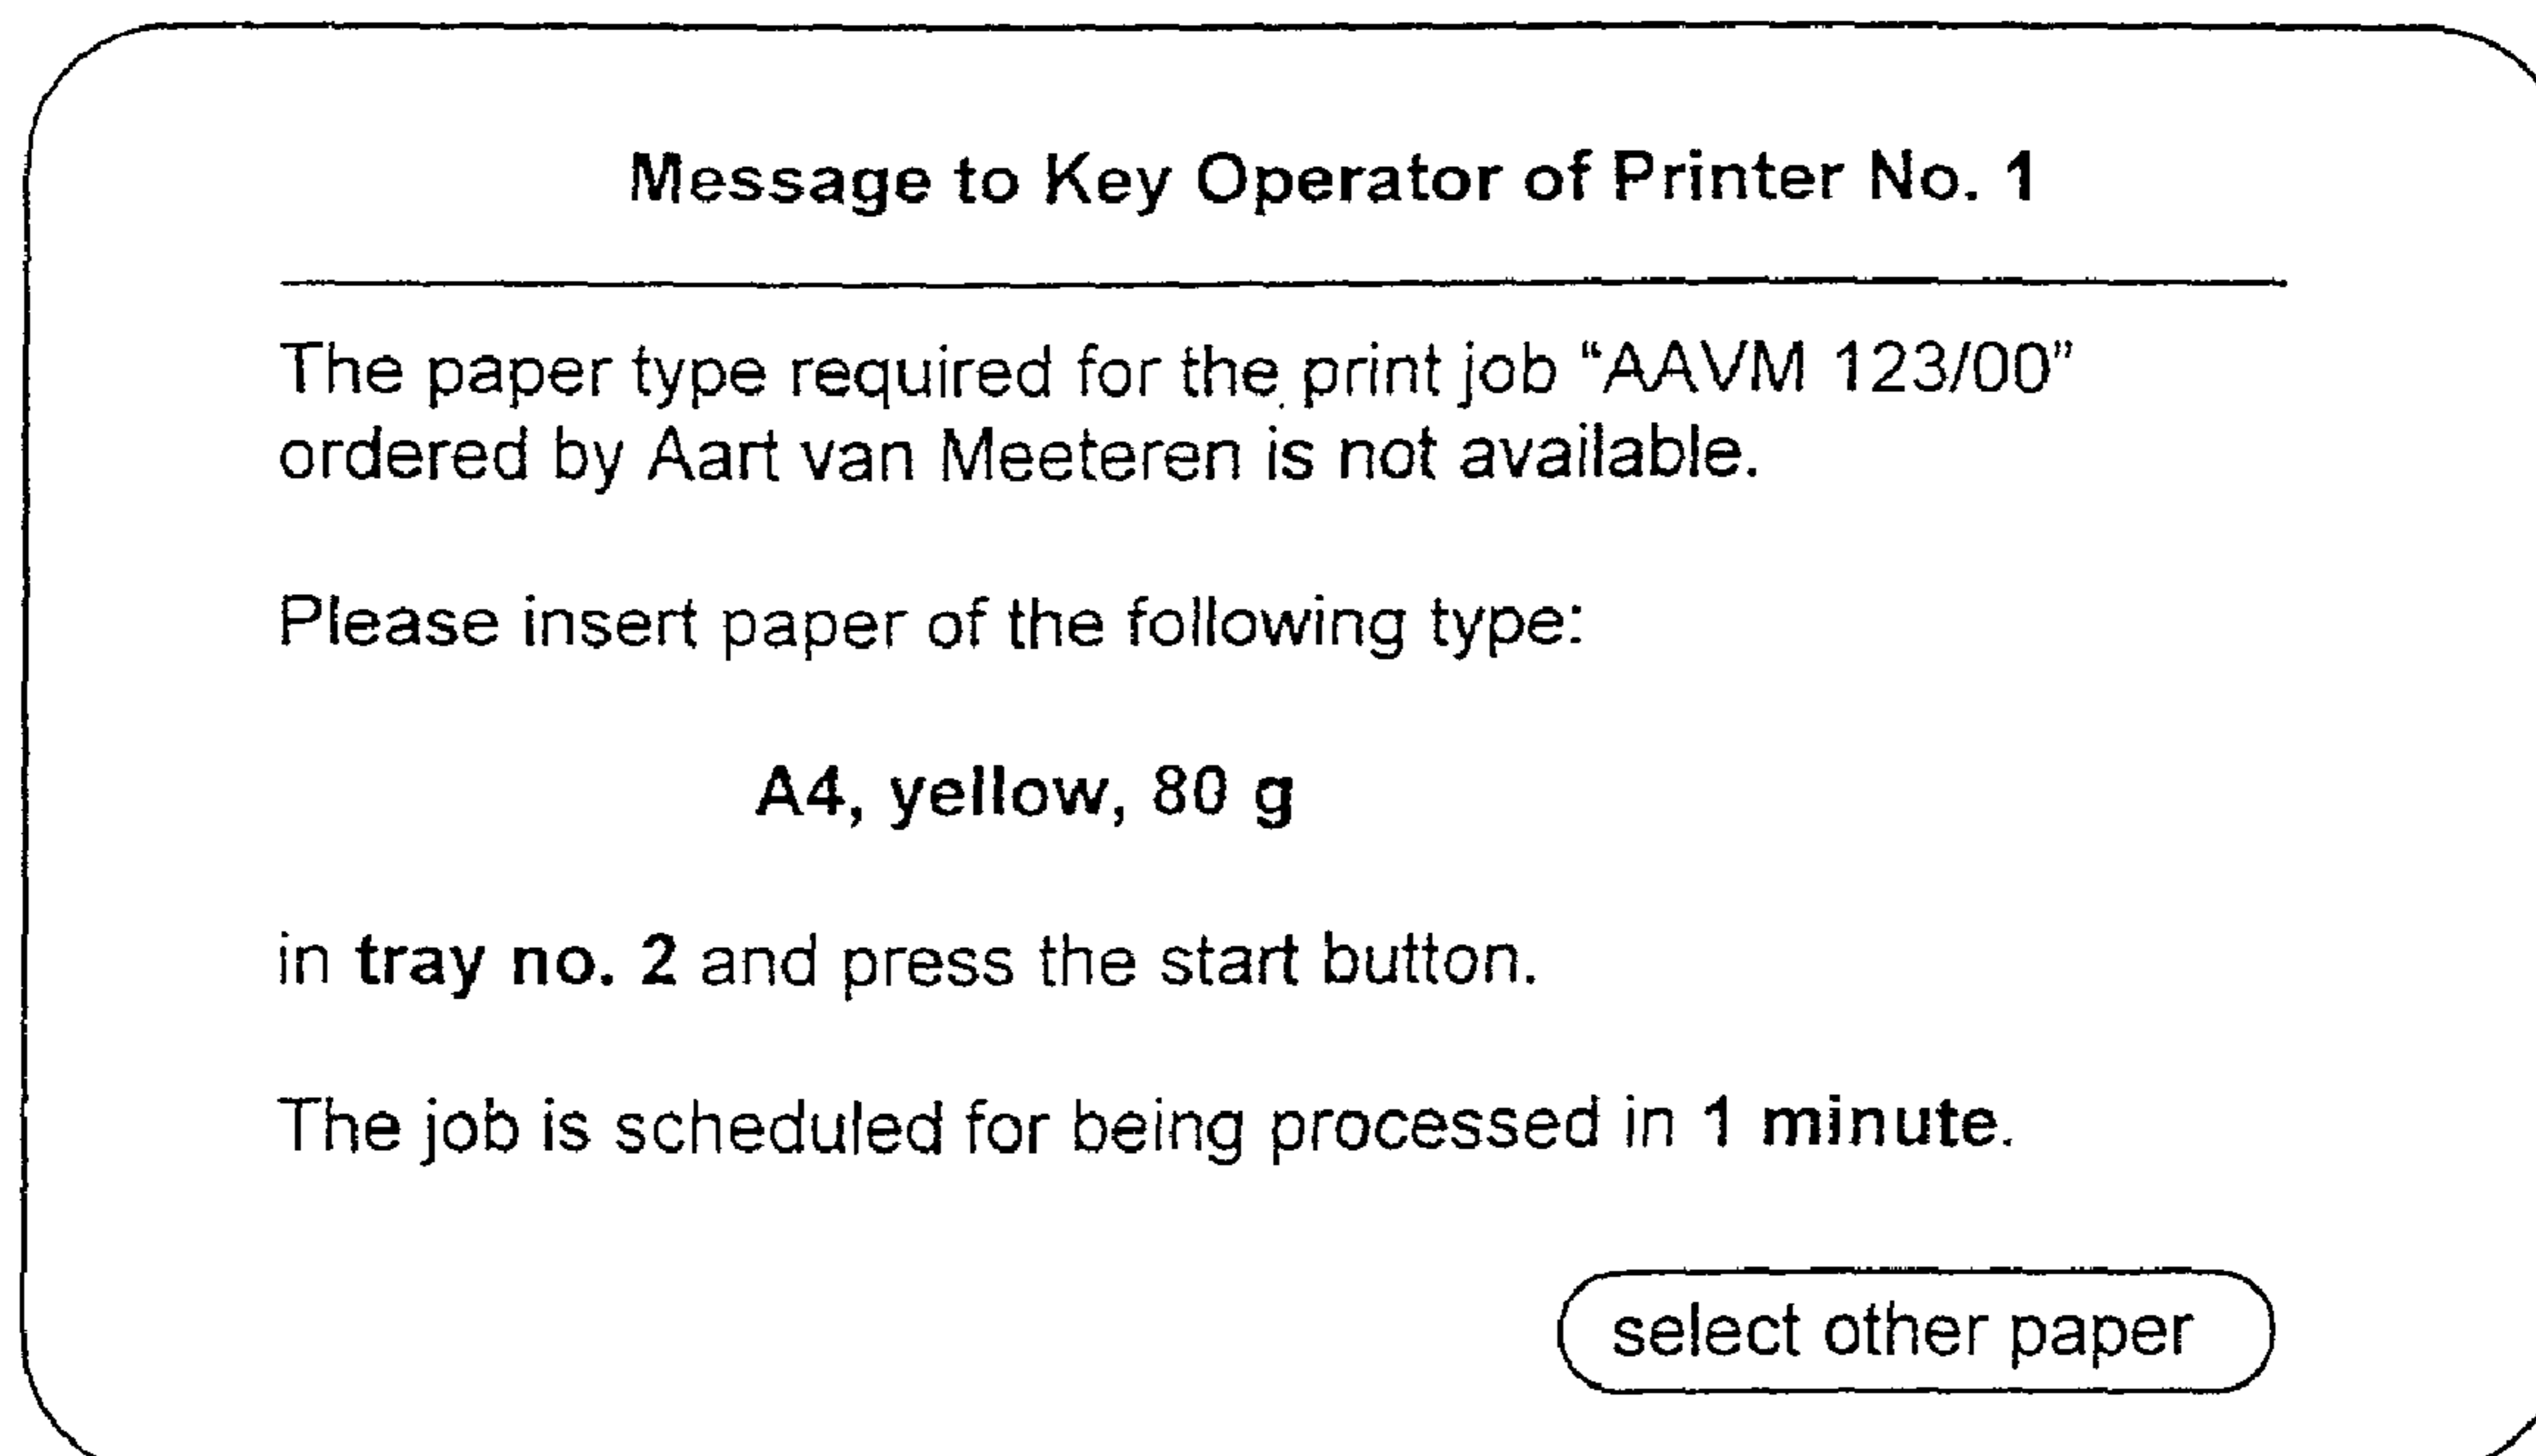 Message to Key Operator of Printer No. 1
The paper type required for the print job “AAVM 123/00”
ordered by Aart van Meeteren is not available.
Please insert paper of the following type:
A4, yellow, 80 g
in tray no. 2 and press the start button.
The job is scheduled for being processed in 1 minute.
select other paper